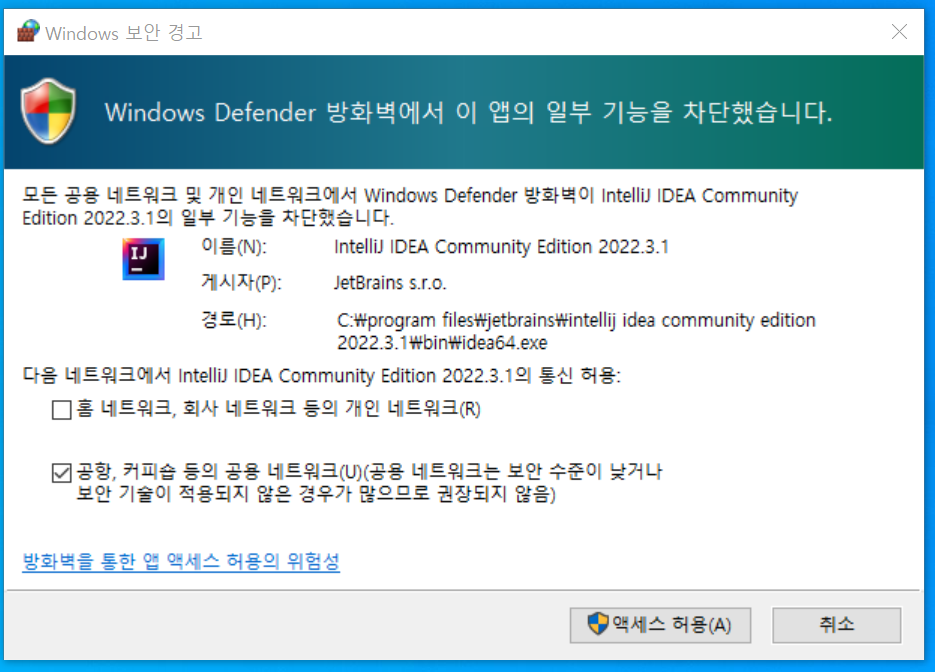 Windows 보안 경고
Windows Defender 방화벽에서 이 앱의 일부 기능을 차단했습니다.
모든 공용 네트워크 및 개인 네트워크에서 Windows Defender 방화벽이 IntelliJ IDEA Community
Edition 2022.3.1의 일부 기능을 차단했습니다.
IJ
이름(N): IntelliJ IDEA Community Edition 2022.3.1
게시자(P): JetBrains s.r.o.
경로(H): C:₩program files₩jetbrains₩intellij idea community edition
2022.3.1₩bin₩idea64.exe
다음 네트워크에서 IntelliJ IDEA Community Edition 2022.3.1의 통신 허용:
홈 네트워크, 회사 네트워크 등의 개인 네트워크(R)
공항, 커피숍 등의 공용 네트워크(U)(공용 네트워크는 보안 수준이 낮거나
보안 기술이 적용되지 않은 경우가 많으므로 권장되지 않음)
방화벽을 통한 앱 액세스 허용의 위험성
액세스 허용(A) 취소